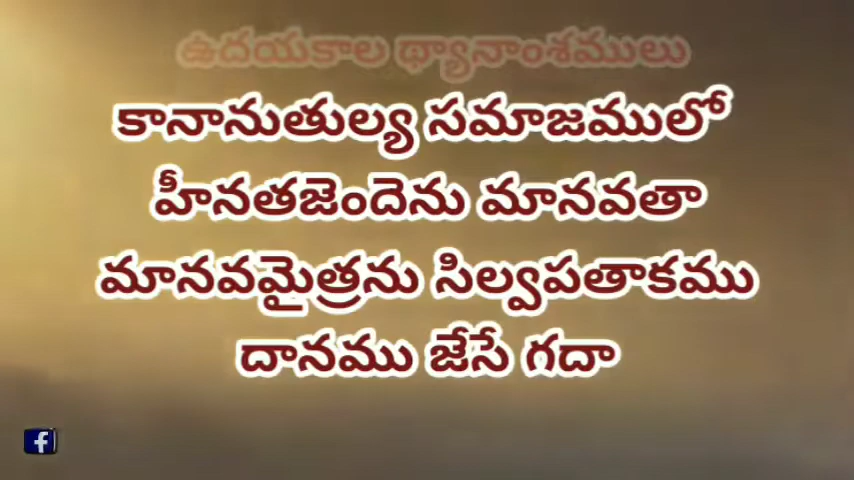 ఉదయకాల ధ్యానాంశములు
కానానుతుల్య సమాజములో
హీనతజెందెను మానవతా
మానవమైత్రను సిల్వపతాకము
దానము జేసే గదా